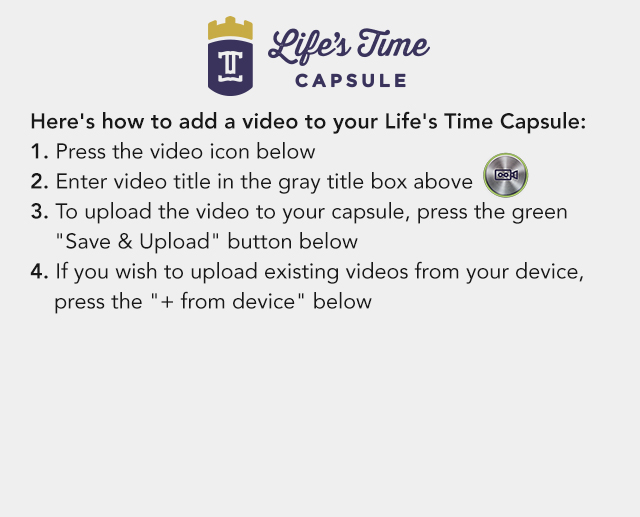 Life's Time
CAPSULE
Here's how to add a video to your Life's Time Capsule:
1. Press the video icon below
2. Enter video title in the gray title box above
3. To upload the video to your capsule, press the green
"Save & Upload" button below
4. If you wish to upload existing videos from your device,
press the "+ from device" below